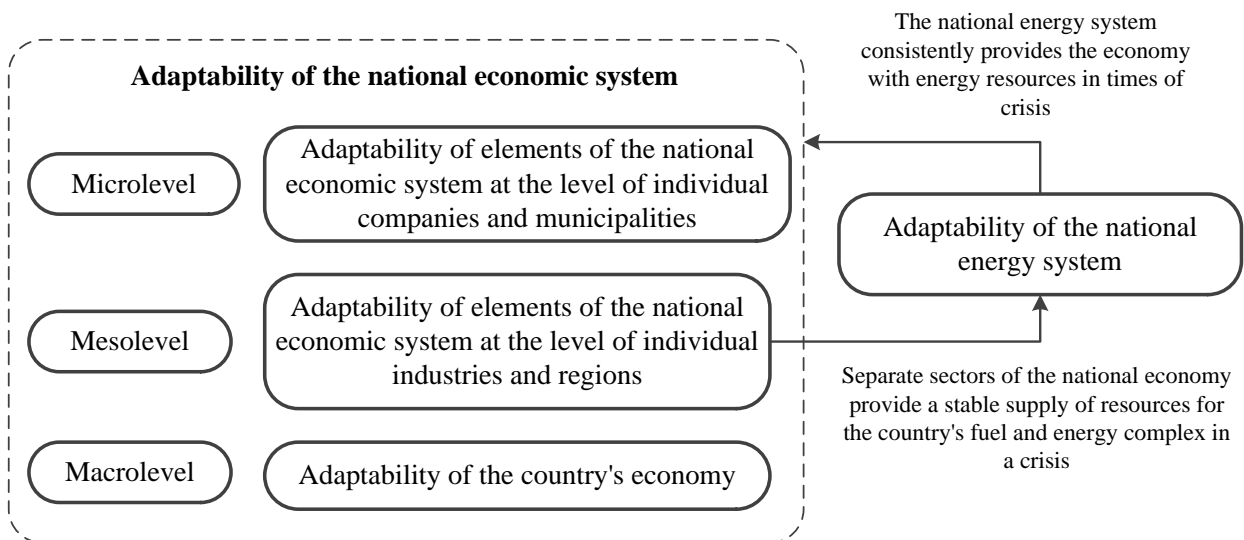 Adaptability of the national economic system
Microlevel
Adaptability of elements of the national
economic system at the level of individual
companies and municipalities
Mesolevel
Adaptability of elements of the national
economic system at the level of individual
industries and regions
Macrolevel
Adaptability of the country's economy
The national energy system
consistently provides the economy
with energy resources in times of
crisis
Adaptability of the national
energy system
Separate sectors of the national economy
provide a stable supply of resources for
the country's fuel and energy complex in
a crisis